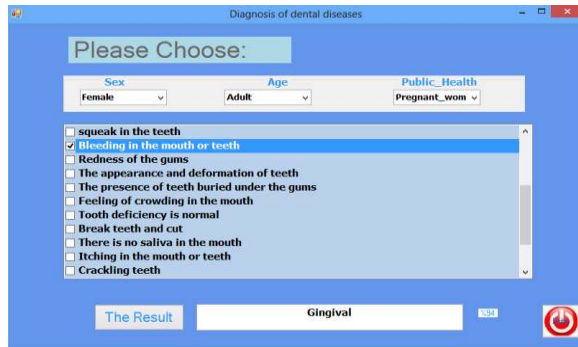 Diagnosis of dental diseases
Please Choose:
Sex Age Public_Health
Female Adult Pregnant_wom
squeak in the teeth
Bleeding in the mouth or teeth
Redness of the gums
The appearance and deformation of teeth
The presence of teeth buried under the gums
Feeling of crowding in the mouth
Tooth deficiency is normal
Break teeth and cut
There is no saliva in the mouth
Itching in the mouth or teeth
Crackling teeth
The Result Gingival %94